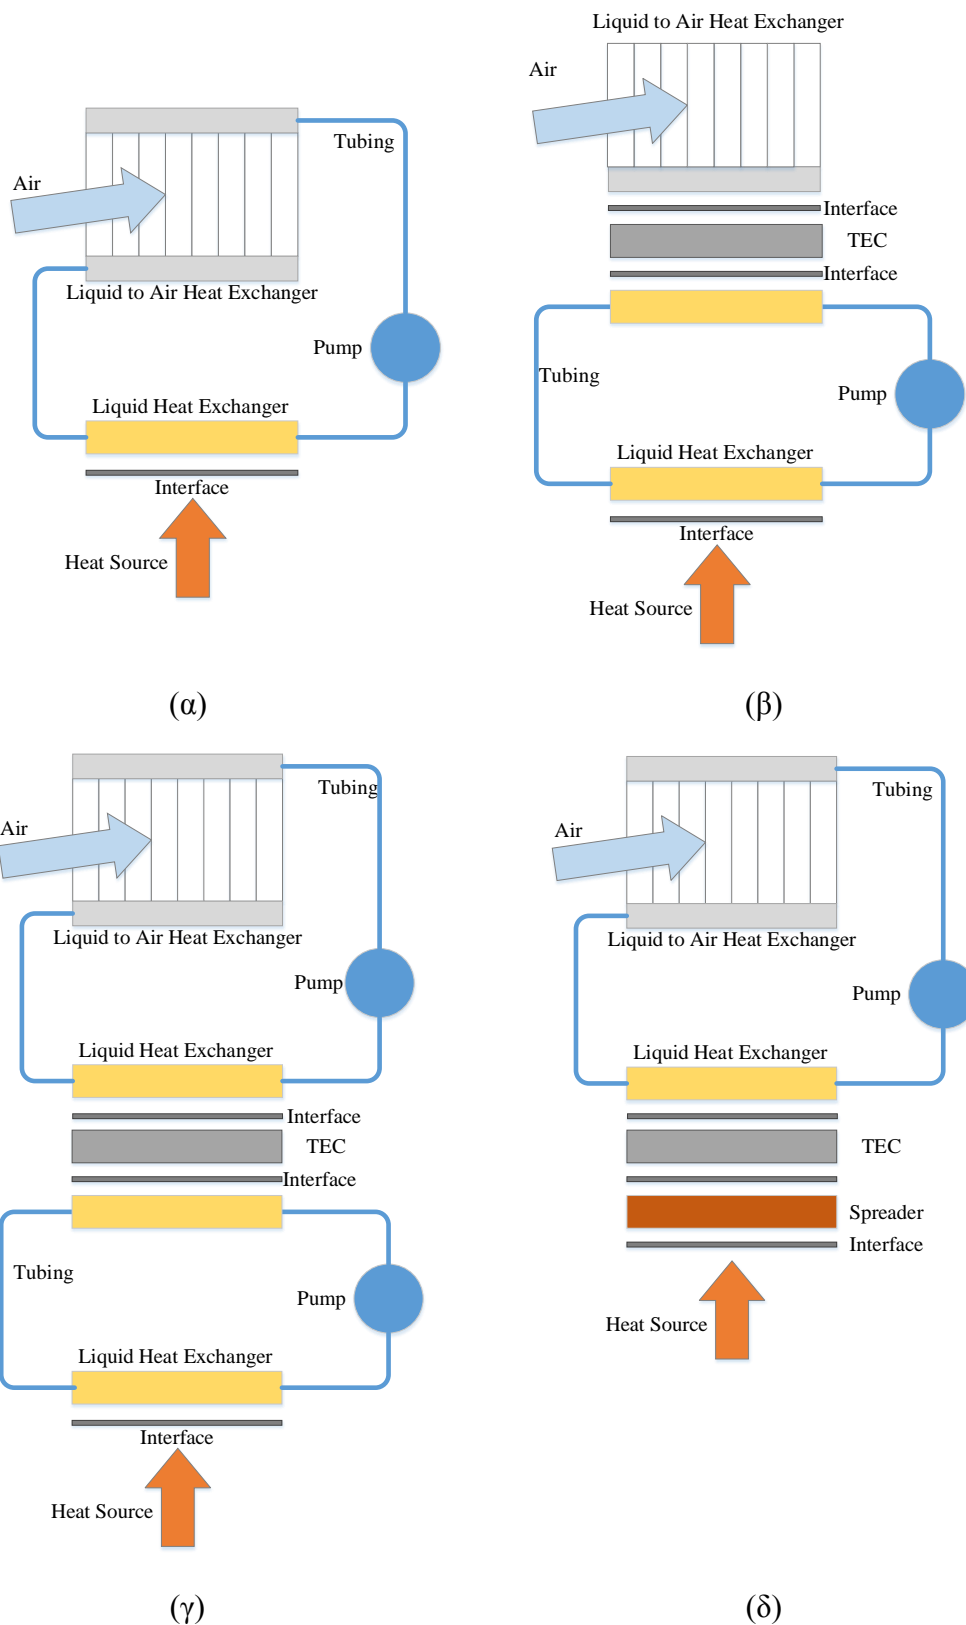 Liquid to Air Heat Exchanger
Air
Tubing
Air
Interface
TEC
Interface
Liquid to Air Heat Exchanger
Pump
Tubing
Pump
Liquid Heat Exchanger
Liquid Heat Exchanger
Interface
Interface
Heat Source
Heat Source
(α)
(β)
Tubing
Tubing
Air
Air
Liquid to Air Heat Exchanger
Liquid to Air Heat Exchanger
Pump
Pump
Liquid Heat Exchanger
Liquid Heat Exchanger
Interface
TEC
TEC
Interface
Spreader
Interface
Tubing
Pump
Heat Source
Liquid Heat Exchanger
Interface
Heat Source
(γ)
(δ)